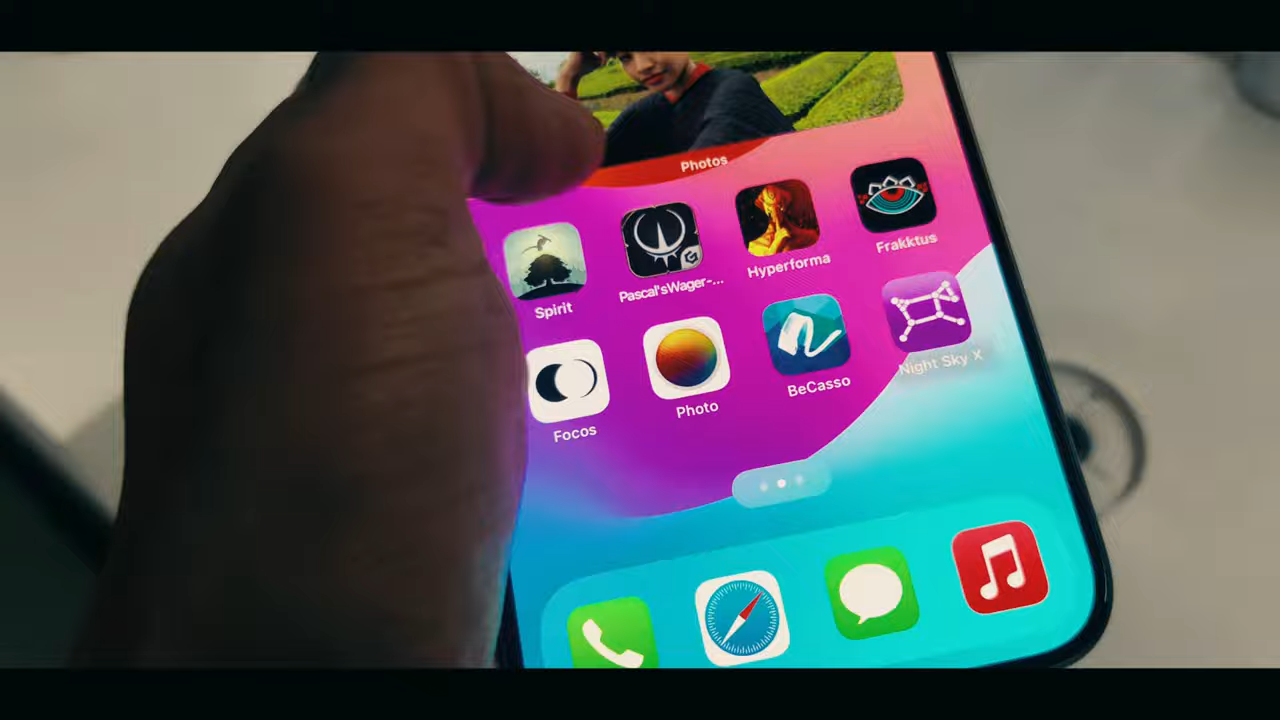 Photos
Spirit
Pascal'sWager-...
Hyperforma
Frakktus
Focos
Photo
BeCasso
Night Sky X